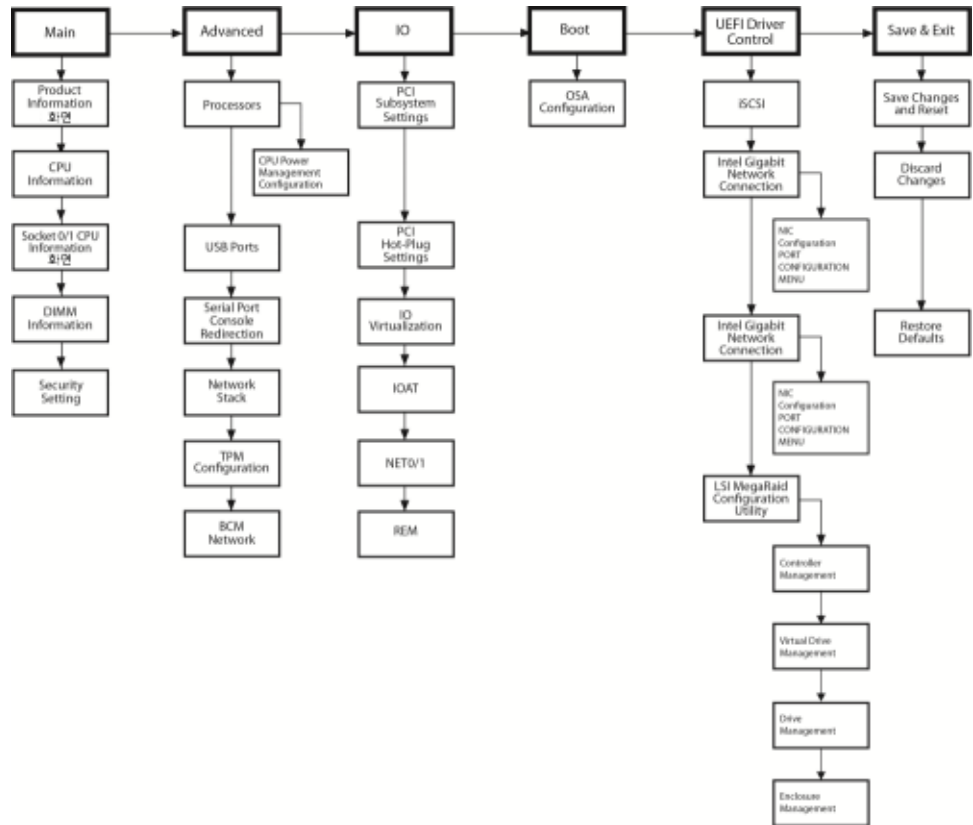 Main
Advanced
IO
Boot
UEFI Driver
Control
Save & Exit
Product
Information
화면
CPU
Information
Socket 0/1 CPU
Information
화면
DIMM
Information
Security
Setting
Processors
CPU Power
Management
Configuration
USB Ports
Serial Port
Console
Redirection
Network
Stack
TPM
Configuration
BCM
Network
PCI
Subsystem
Settings
PCI
Hot-Plug
Settings
IO
Virtualization
IOAT
NET0/1
REM
OSA
Configuration
iSCSI
Intel Gigabit
Network
Connection
NIC
Configuration
PORT
CONFIGURATION
MENU
Intel Gigabit
Network
Connection
NIC
Configuration
PORT
CONFIGURATION
MENU
LSI MegaRaid
Configuration
Utility
Controller
Management
Virtual Drive
Management
Drive
Management
Enclosure
Management
Save Changes
and Reset
Discard
Changes
Restore
Defaults